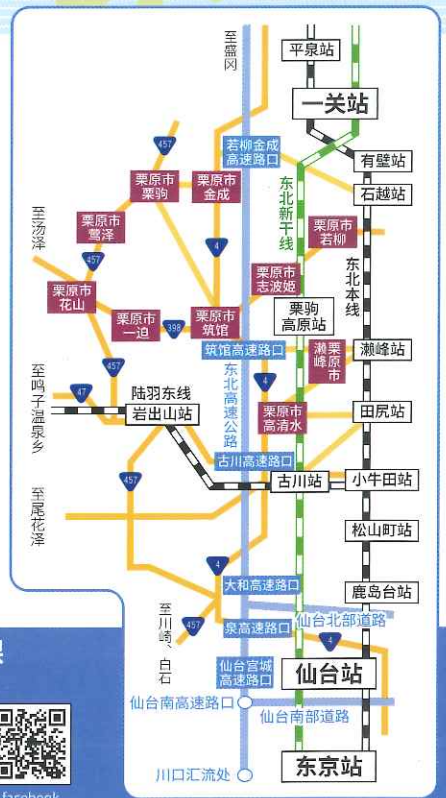 至盛冈
平泉站
一关站
457
若柳金成
高速路口
有壁站
石越站
栗原市
栗驹
栗原市
金成
东北新干线
至汤泽
栗原市
莺泽
栗原市
若柳
457
4
东北本线
栗原市
花山
栗原市
志波姬
栗原市
一迫
398
栗原市
筑馆
栗驹
高原站
筑馆高速路口
栗原市
瀬峰
瀬峰站
至鸣子温泉乡
457
东北高速公路
4
47
陆羽东线
岩出山站
栗原市
高清水
田尻站
古川高速路口
457
古川站
小牛田站
至尾花泽
松山町站
4
大和高速路口
鹿岛台站
至川崎、白石
457
泉高速路口
仙台北部道路
4
仙台宫城
高速路口
仙台站
仙台南高速路口
仙台南部道路
川口汇流处
东京站
facebook